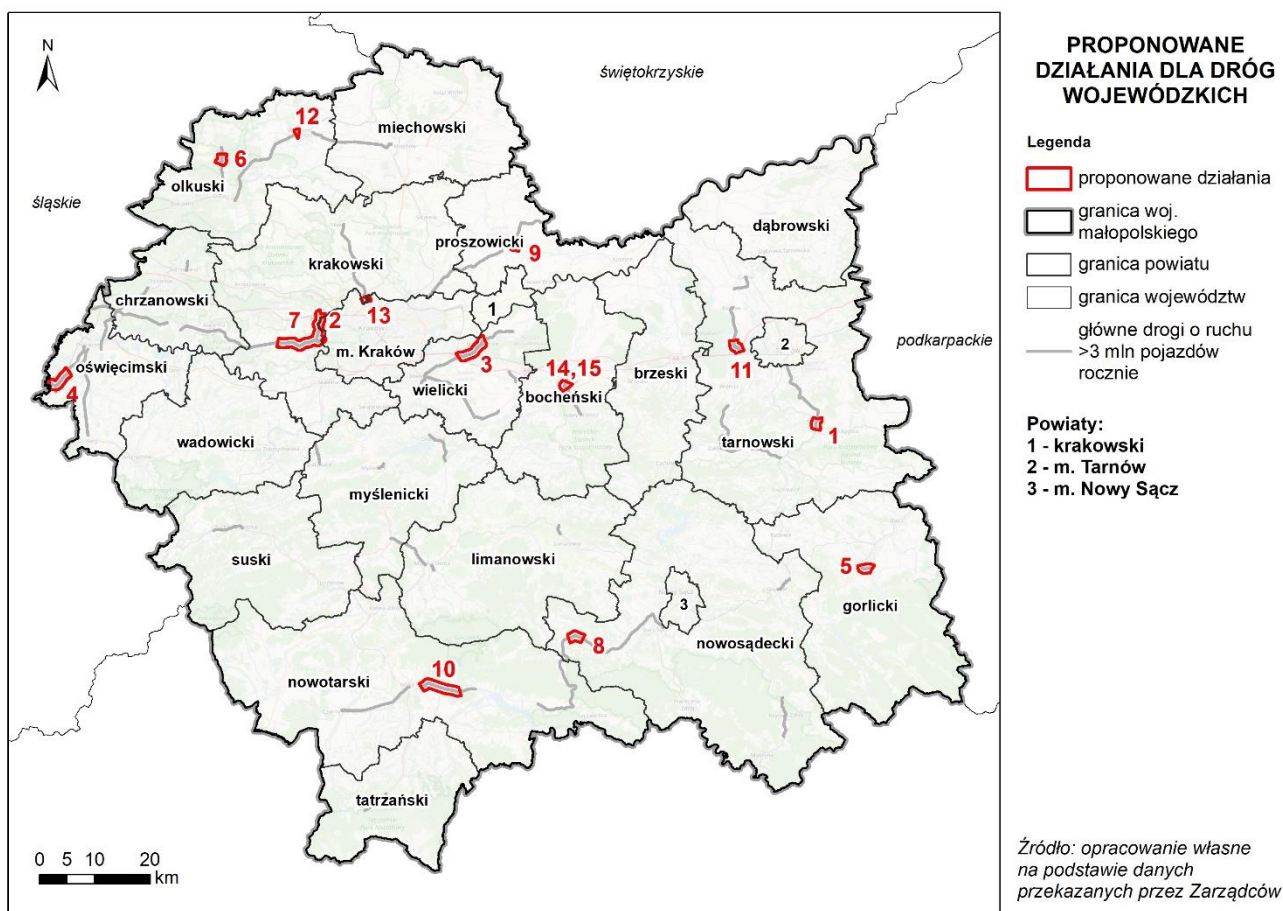 N
świętokrzyskie
12
miechowski
6
olkuski
śląskie
dąbrowski
proszowicki
9
krakowski
chrzanowski
1
13
7
2
m. Kraków
2
podkarpackie
3
11
oświęcimski
14,15
brzeski
4
wielicki
bocheński
1
wadowicki
tarnowski
myślenicki
suski
limanowski
5
gorlicki
3
8
nowosądecki
10
nowotarski
tatrzański
0 5 10 20
km
PROPONOWANE
DZIAŁANIA DLA DRÓG
WOJEWÓDZKICH
Legenda
proponowane działania
granica woj.
małopolskiego
granica powiatu
granica województw
główne drogi o ruchu
>3 mln pojazdów
rocznie
Powiaty:
1 - krakowski
2 - m. Tarnów
3 - m. Nowy Sącz
Źródło: opracowanie własne
na podstawie danych
przekazanych przez Zarządców